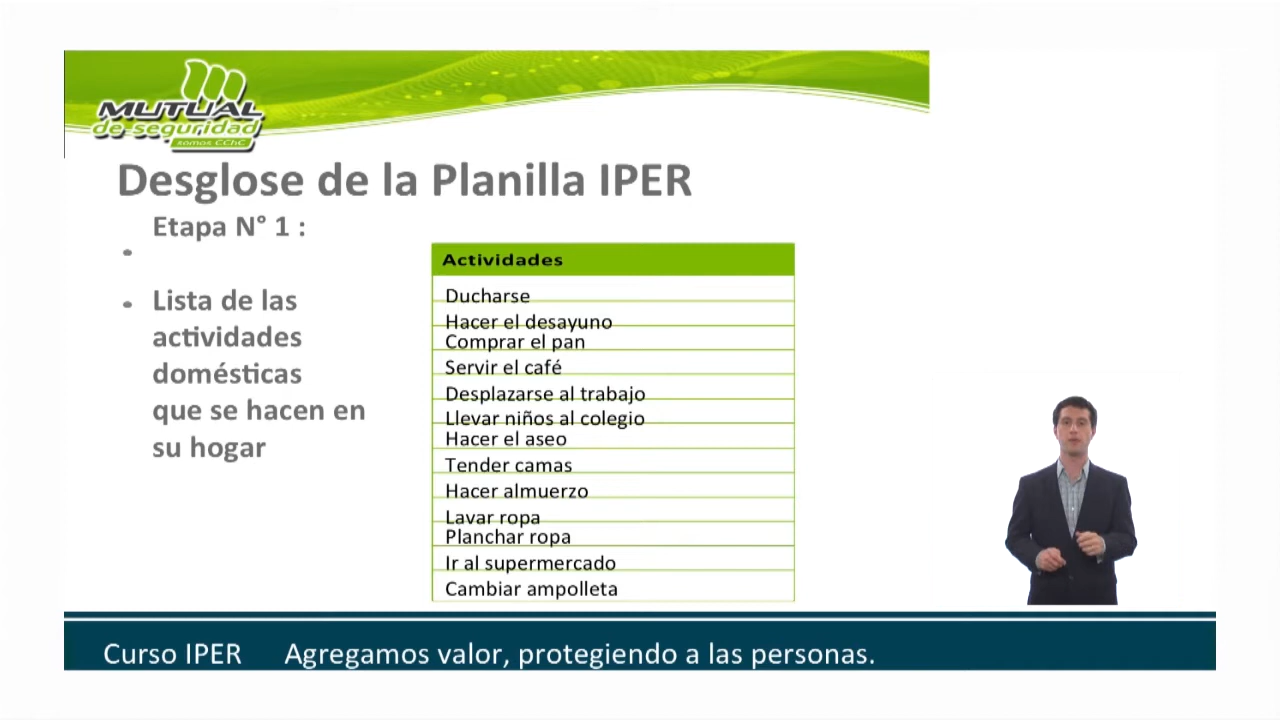 MUTUAL
de seguridad
somos CChC
Desglose de la Planilla IPER
Etapa N° 1 :
Lista de las
actividades
domésticas
que se hacen en
su hogar
Actividades
Ducharse
Hacer el desayuno
Comprar el pan
Servir el café
Desplazarse al trabajo
Llevar niños al colegio
Hacer el aseo
Tender camas
Hacer almuerzo
Lavar ropa
Planchar ropa
Ir al supermercado
Cambiar ampolleta
Curso IPER Agregamos valor, protegiendo a las personas.